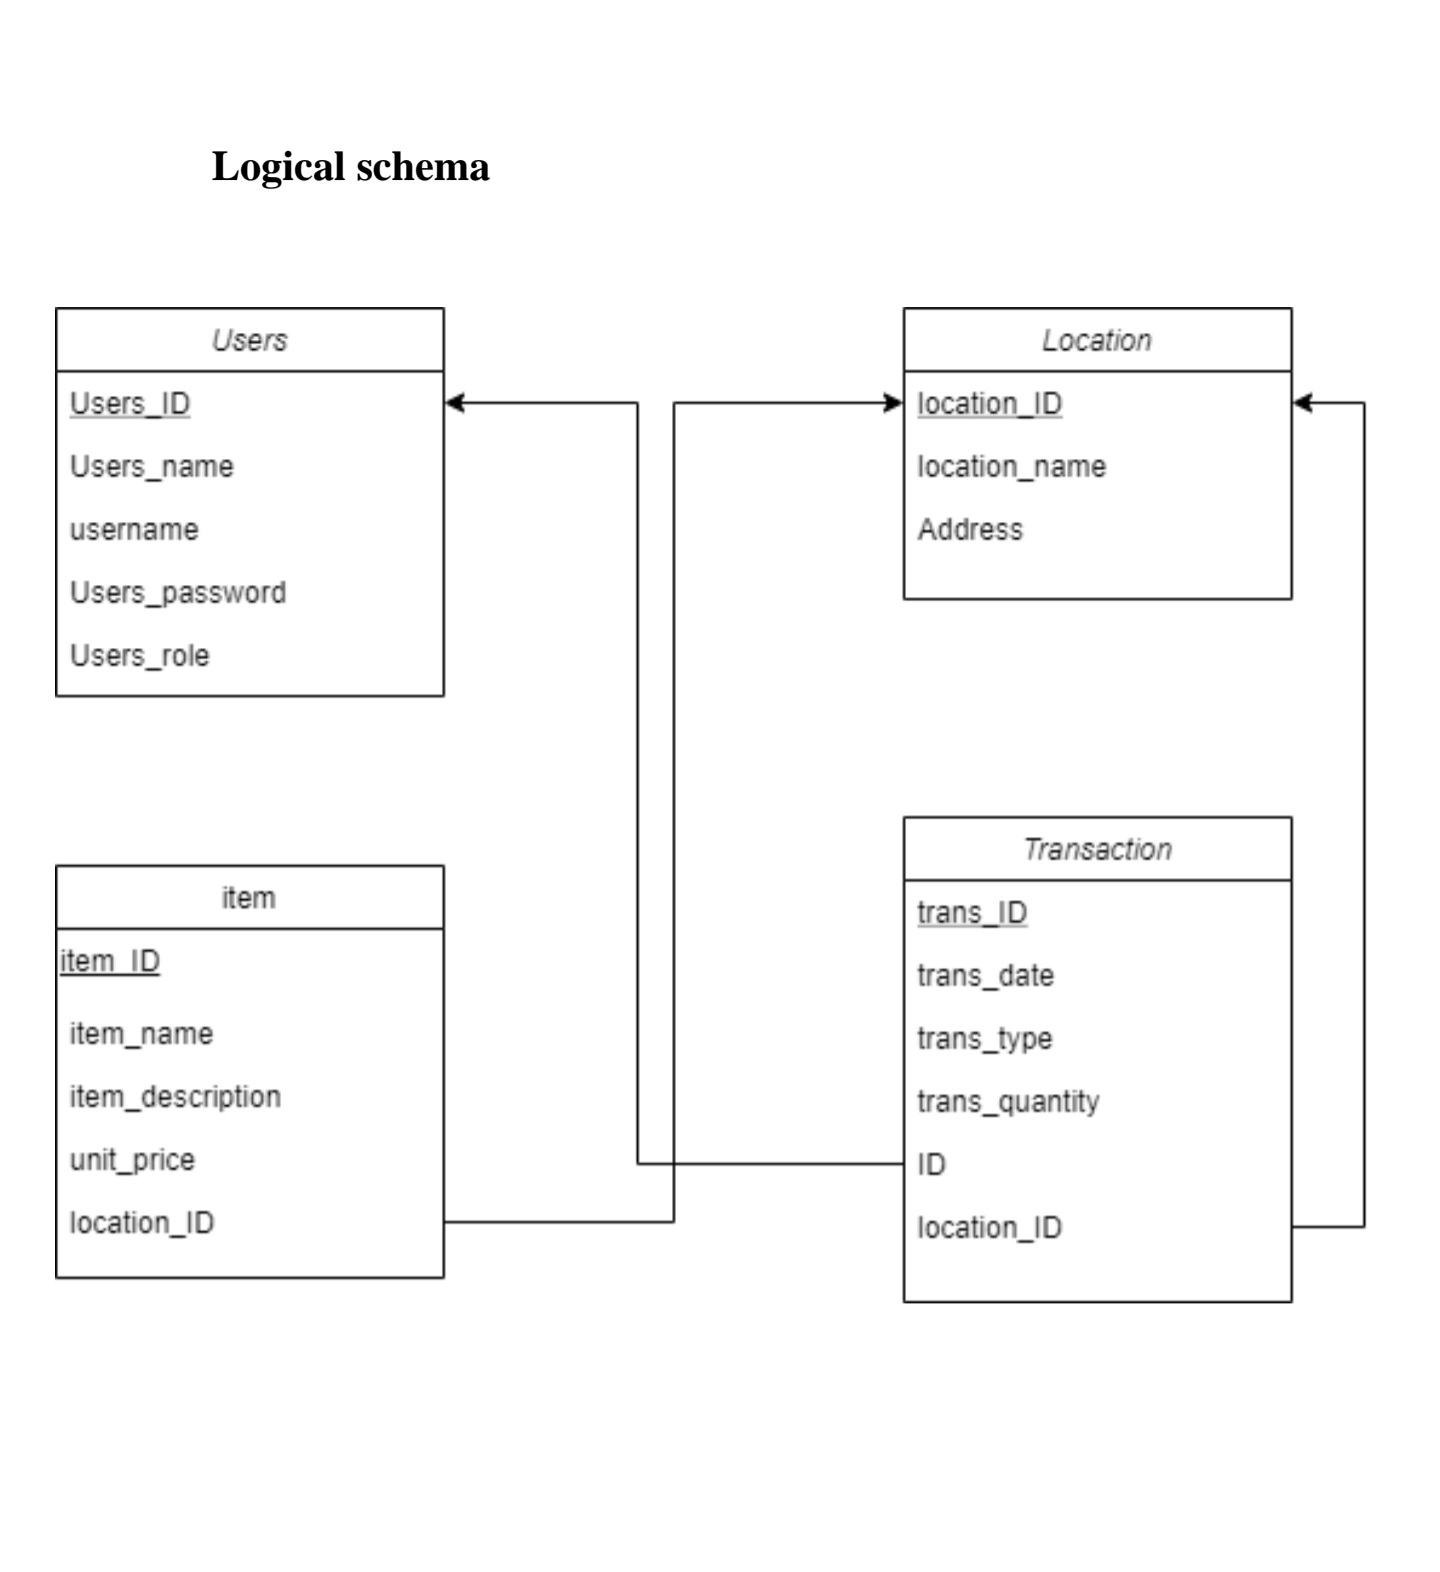 Logical schema
Users
Users_ID
Users_name
username
Users_password
Users_role
Location
location_ID
location_name
Address
item
item_ID
item_name
item_description
unit_price
location_ID
Transaction
trans_ID
trans_date
trans_type
trans_quantity
ID
location_ID